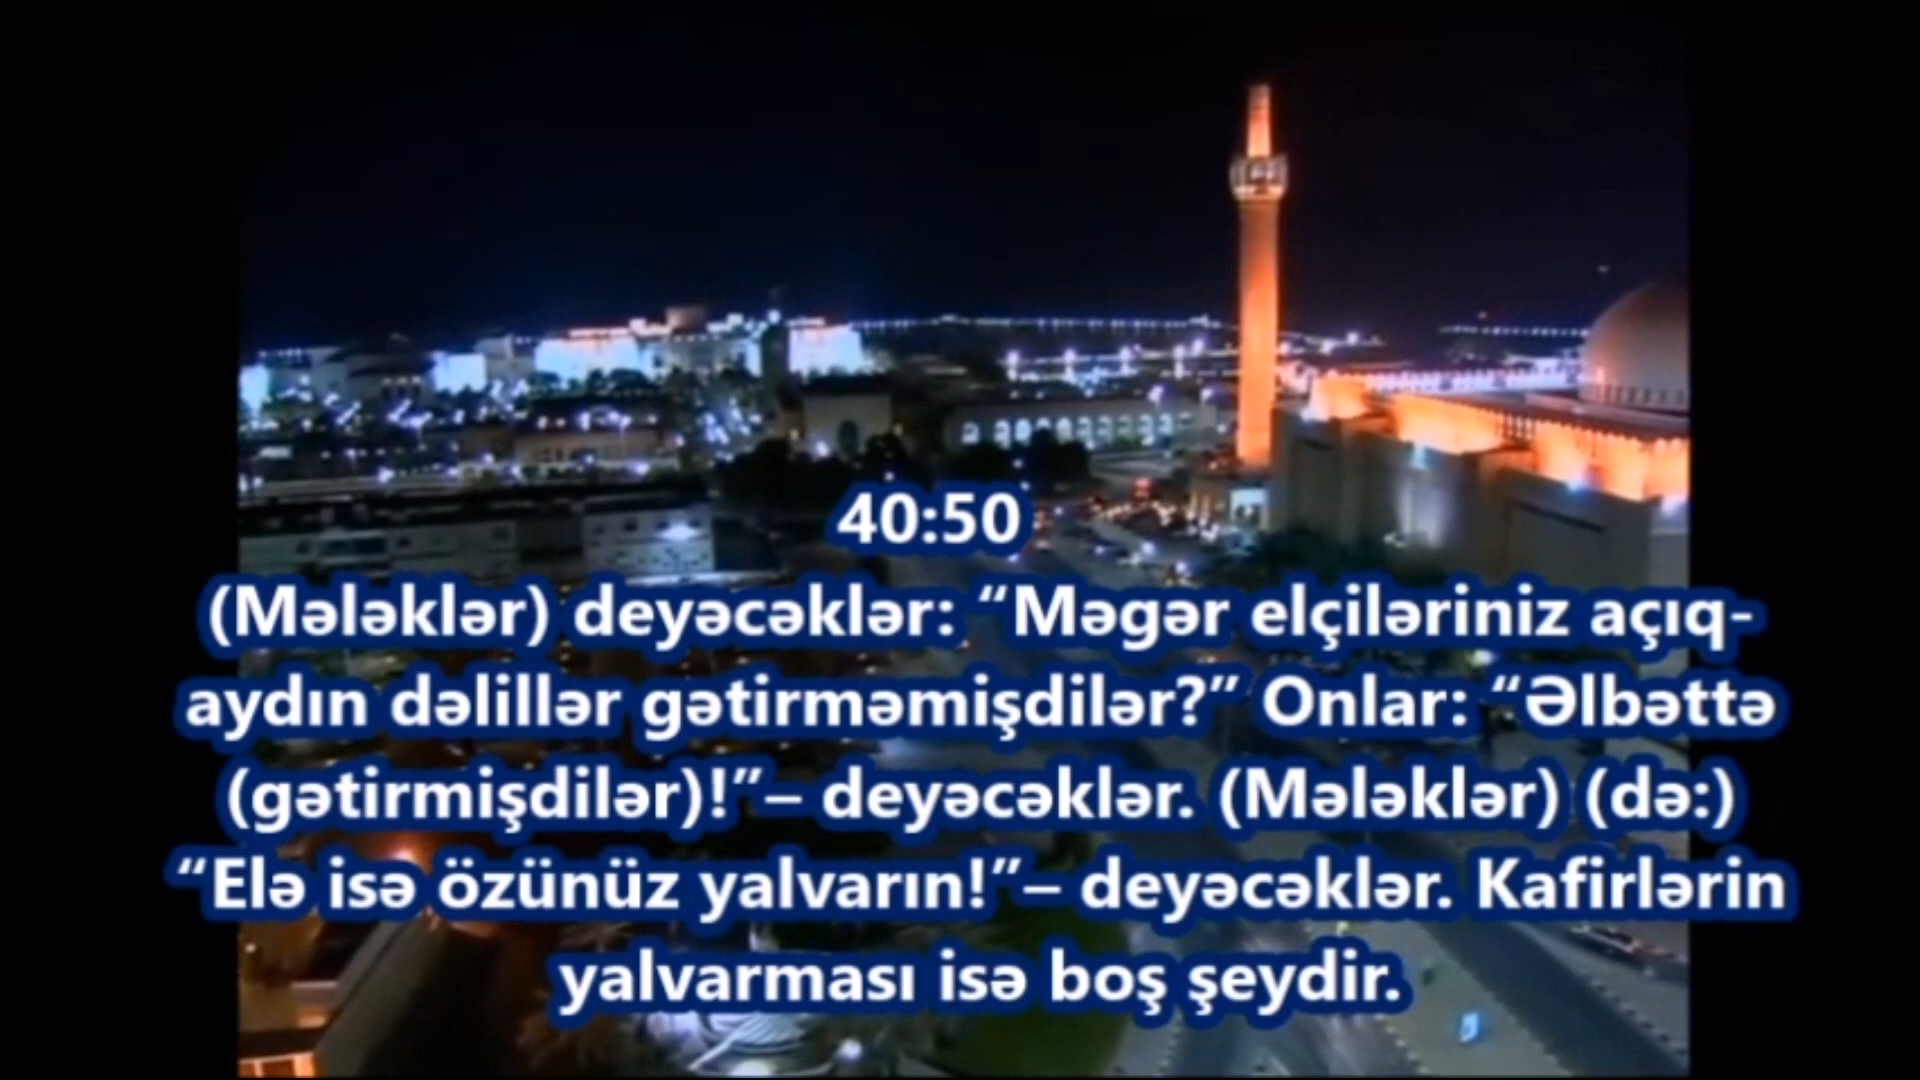 40:50
(Mələklər) deyəcəklər: “Məgər elçiləriniz açıq-
aydın dəlillər gətirməmişdilər?” Onlar: “Əlbəttə
(gətirmişdilər)!”– deyəcəklər. (Mələklər) (də:)
“Elə isə özünüz yalvarın!”– deyəcəklər. Kafirlərin
yalvarması isə boş şeydir.